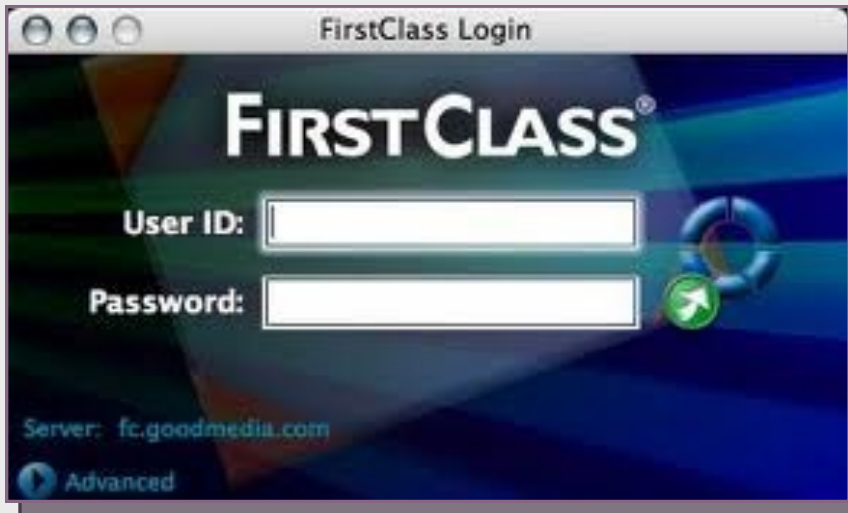 FirstClass Login
FIRSTCLASS®
User ID:
Password:
Server: fc.goodmedia.com
Advanced